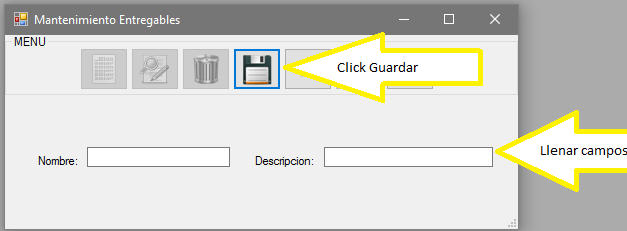 Mantenimiento Entregables
MENU
Click Guardar
Nombre:
Descripcion:
Llenar campos